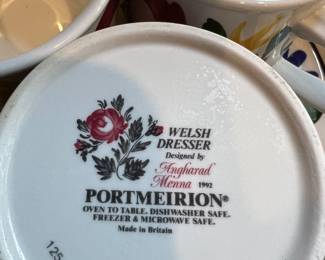 WELSH
DRESSER
Designed by
Angharad
Menna 1992
PORTMEIRION®
OVEN TO TABLE. DISHWASHER SAFE.
FREEZER & MICROWAVE SAFE.
Made in Britain
125